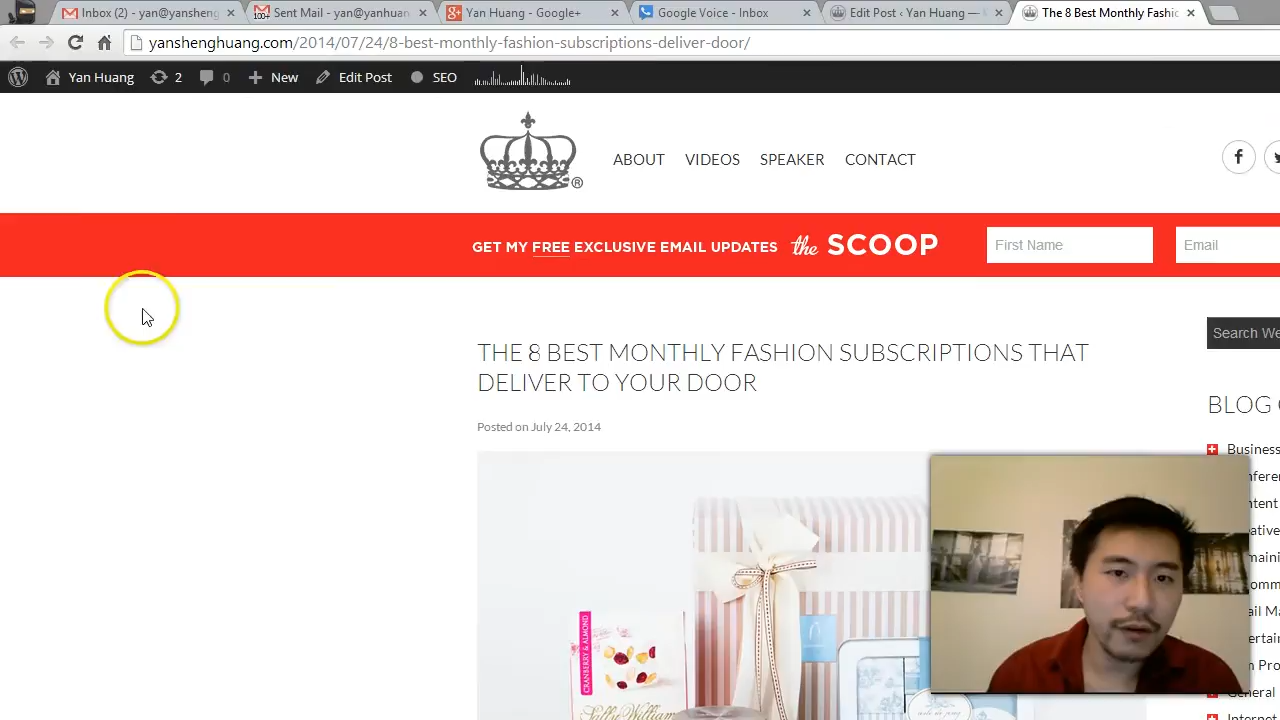 Inbox (2) - yan@yansheng
Sent Mail - yan@yanhuan
Yan Huang - Google+
Google Voice - Inbox
Edit Post ‹ Yan Huang —
The 8 Best Monthly Fashio
yanshenghuang.com/2014/07/24/8-best-monthly-fashion-subscriptions-deliver-door/
Yan Huang
2
0
New
Edit Post
SEO
ABOUT
VIDEOS
SPEAKER
CONTACT
GET MY FREE EXCLUSIVE EMAIL UPDATES the SCOOP
First Name
Email
THE 8 BEST MONTHLY FASHION SUBSCRIPTIONS THAT
DELIVER TO YOUR DOOR
Posted on July 24, 2014
Search We
BLOG
Business
CRANBERRY & ALMOND
General
Internet